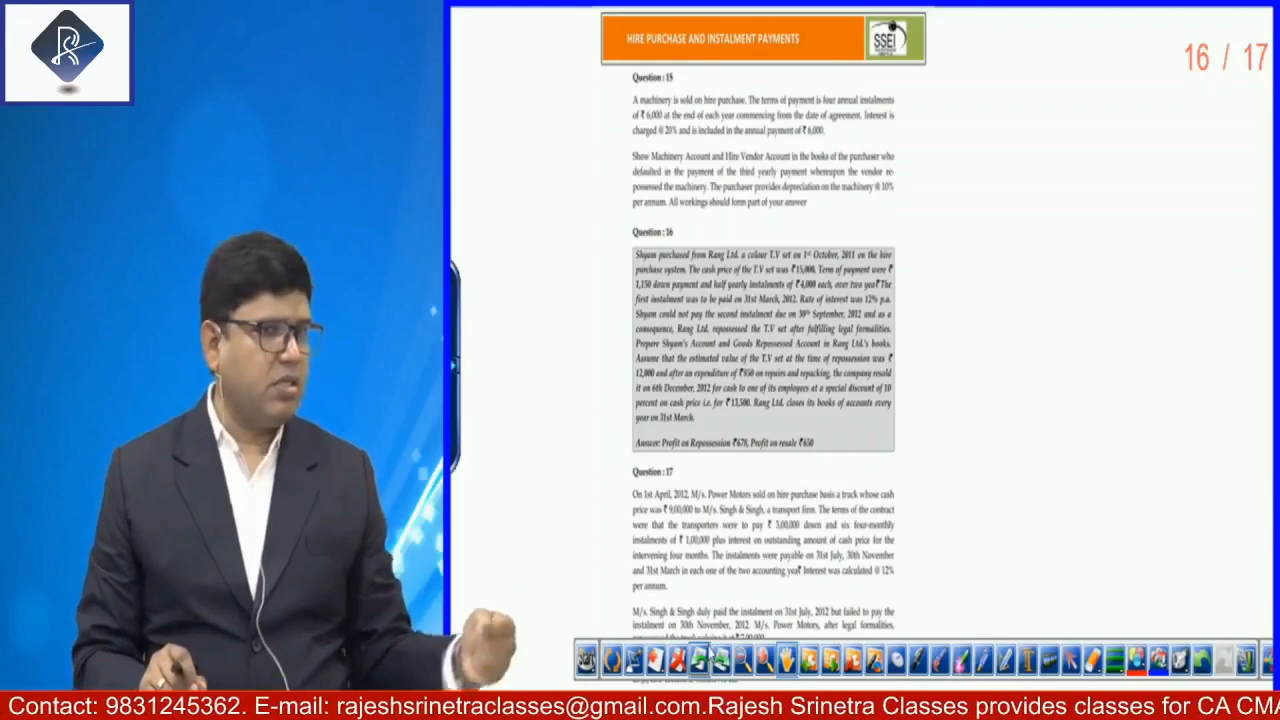 HIRE PURCHASE AND INSTALMENT PAYMENTS
SSEI
16 / 17
Question : 15
A machinery is sold on hire purchase. The terms of payment is four annual instalments
of ₹ 6,000 at the end of each year commencing from the date of agreement. Interest is
charged @ 20% and is included in the annual payment of ₹ 6,000.
Show Machinery Account and Hire Vendor Account in the books of the purchaser who
defaulted in the payment of the third yearly payment whereupon the vendor re-
possessed the machinery. The purchaser provides depreciation on the machinery @ 10%
per annum. All workings should form part of your answer
Question : 16
Shyam purchased from Rang Ltd. a colour T.V set on 1st October, 2011 on the hire
purchase system. The cash price of the T.V set was ₹15,000. Term of payment were ₹
1,150 down payment and half yearly instalments of ₹4,000 each, over two year₹ The
first instalment was to be paid on 31st March, 2012. Rate of interest was 12% p.a.
Shyam could not pay the second instalment due on 30th September, 2012 and as a
consequence, Rang Ltd. repossessed the T.V set after fulfilling legal formalities.
Prepare Shyam's Account and Goods Repossessed Account in Rang Ltd.'s books.
Assume that the estimated value of the T.V set at the time of repossession was ₹
12,000 and after an expenditure of ₹850 on repairs and repacking, the company resold
it on 6th December, 2012 for cash to one of its employees at a special discount of 10
percent on cash price i.e. for ₹ 13,500. Rang Ltd. closes its books of accounts every
year on 31st March.
Answer: Profit on Repossession ₹678, Profit on resale ₹650
Question : 17
On 1st April, 2012, M/s. Power Motors sold on hire purchase basis a truck whose cash
price was ₹ 9,00,000 to M/s. Singh & Singh, a transport firm. The terms of the contract
were that the transporters were to pay ₹ 3,00,000 down and six four-monthly
instalments of ₹ 1,00,000 plus interest on outstanding amount of cash price for the
intervening four months. The instalments were payable on 31st July, 30th November
and 31st March in each one of the two accounting yea₹ Interest was calculated @ 12%
per annum.
M/s. Singh & Singh duly paid the instalment on 31st July, 2012 but failed to pay the
instalment on 30th November, 2012. M/s. Power Motors, after legal formalities,
Contact: 9831245362. E-mail: rajeshsrinetraclasses@gmail.com.Rajesh Srinetra Classes provides classes for CA CMA